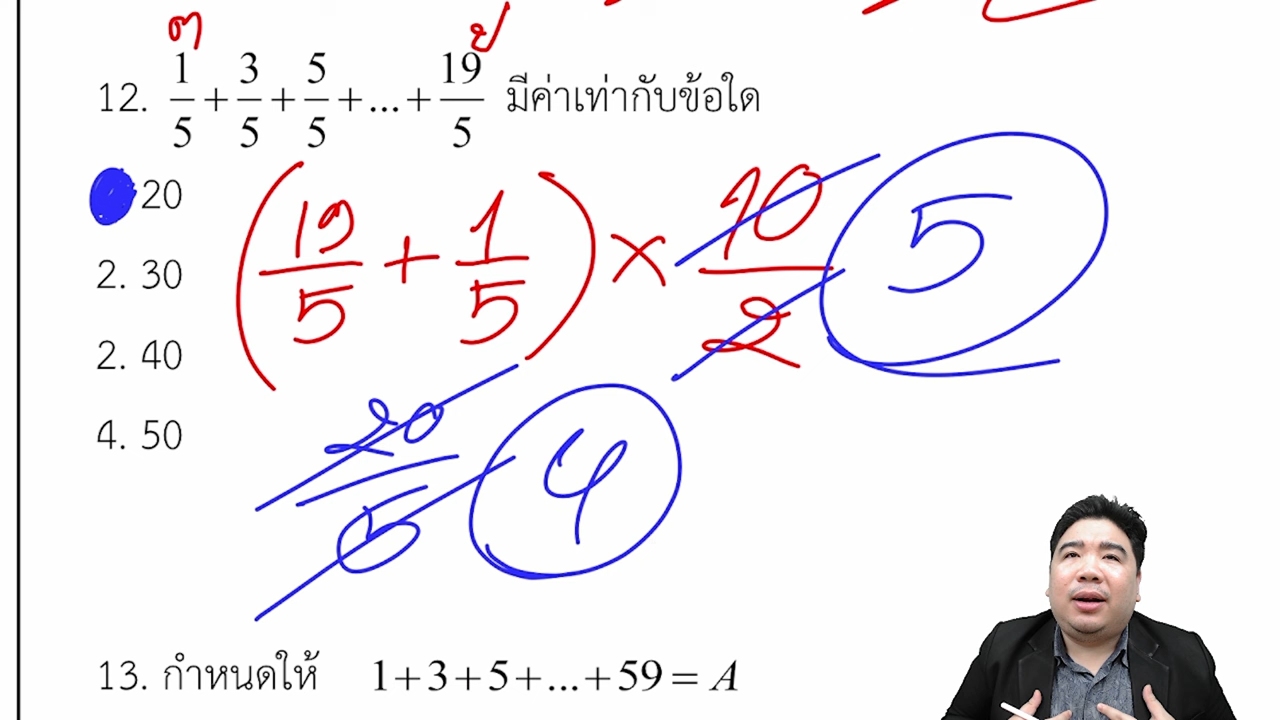 ต ป
12. 1/5 + 3/5 + 5/5 + ... + 19/5 มีค่าเท่ากับข้อใด
20
2. 30
2. 40
4. 50
(19/5 + 1/5) × 10/2 5
20/5 4
13. กำหนดให้ 1+3+5+...+59 = A